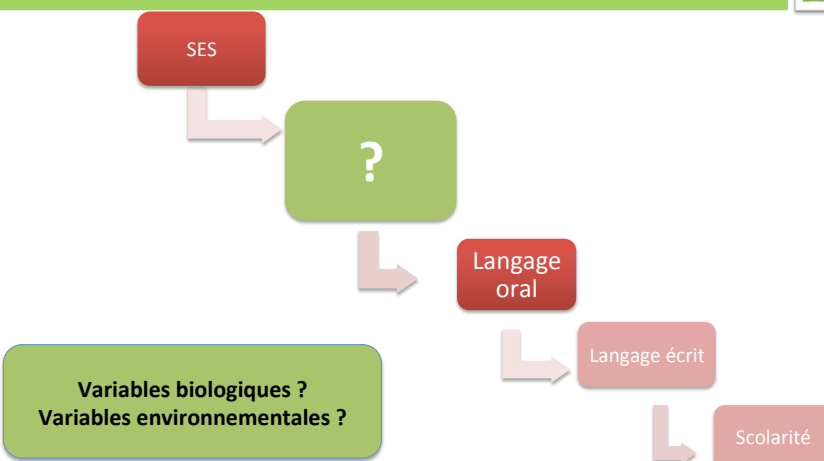 SES
?
Langage
oral
Langage écrit
Variables biologiques ?
Variables environnementales ?
Scolarité